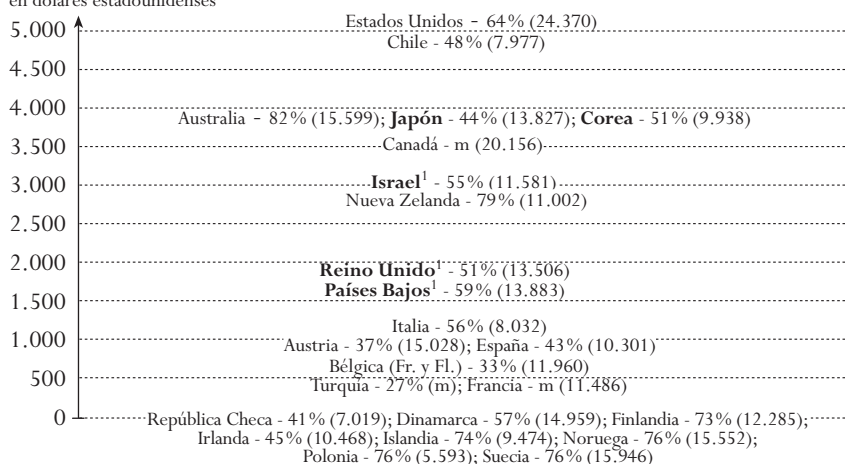 en dólares estadounidenses
5.000
Estados Unidos - 64% (24.370)
Chile - 48% (7.977)
4.500
4.000
Australia - 82% (15.599); Japón - 44% (13.827); Corea - 51% (9.938)
3.500
Canadá - m (20.156)
3.000
Israel¹ - 55% (11.581)
Nueva Zelanda - 79% (11.002)
2.500
2.000
Reino Unido¹ - 51% (13.506)
Países Bajos¹ - 59% (13.883)
1.500
Italia - 56% (8.032)
1.000
Austria - 37% (15.028); España - 43% (10.301)
Bélgica (Fr. y Fl.) - 33% (11.960)
500
Turquía - 27% (m); Francia - m (11.486)
0
República Checa - 41% (7.019); Dinamarca - 57% (14.959); Finlandia - 73% (12.285);
Irlanda - 45% (10.468); Islandia - 74% (9.474); Noruega - 76% (15.552);
Polonia - 76% (5.593); Suecia - 76% (15.946)